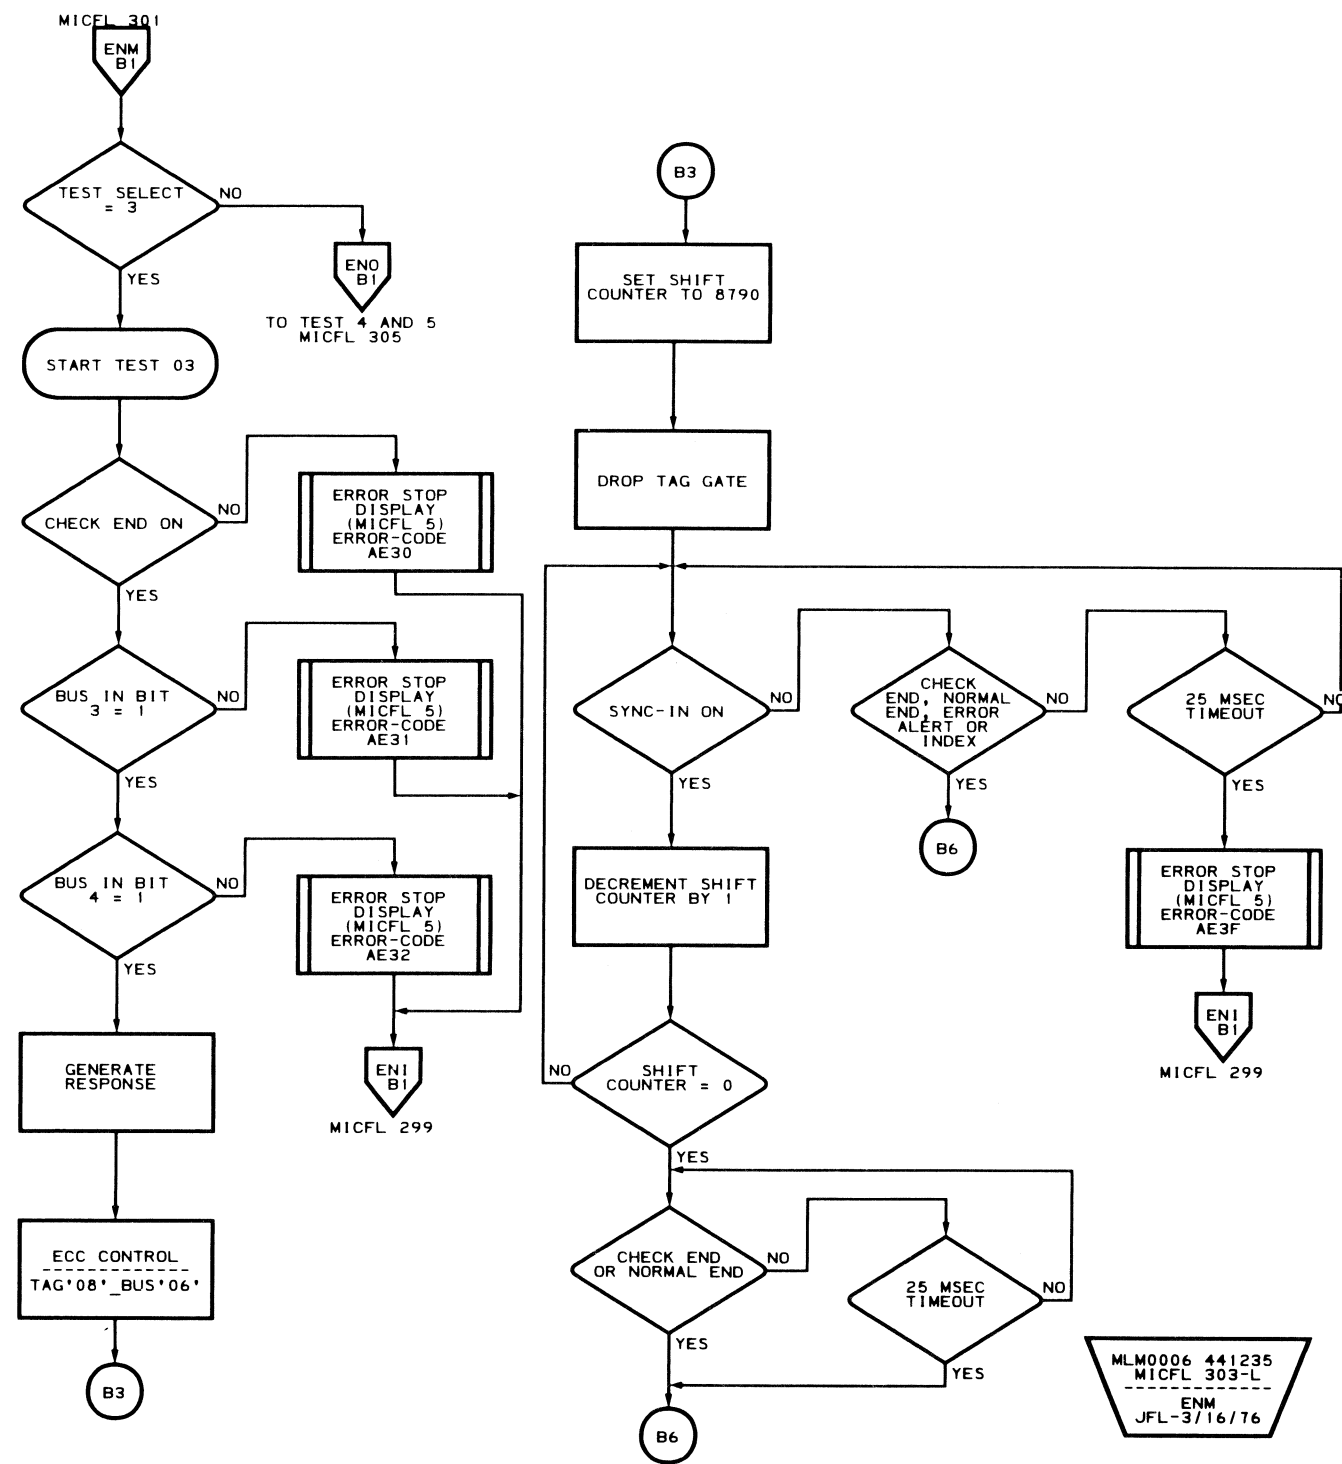 MICFL 301
ENM
B1
TEST SELECT
= 3
NO
YES
ENO
B1
TO TEST 4 AND 5
MICFL 305
START TEST 03
CHECK END ON
NO
YES
ERROR STOP
DISPLAY
(MICFL 5)
ERROR-CODE
AE30
BUS IN BIT
3 = 1
NO
YES
ERROR STOP
DISPLAY
(MICFL 5)
ERROR-CODE
AE31
BUS IN BIT
4 = 1
NO
YES
ERROR STOP
DISPLAY
(MICFL 5)
ERROR-CODE
AE32
ENI
B1
MICFL 299
GENERATE
RESPONSE
ECC CONTROL
TAG'08'_BUS'06'
B3
B3
SET SHIFT
COUNTER TO 8790
DROP TAG GATE
SYNC-IN ON
NO
YES
CHECK
END, NORMAL
END, ERROR
ALERT OR
INDEX
NO
YES
B6
25 MSEC
TIMEOUT
NO
YES
ERROR STOP
DISPLAY
(MICFL 5)
ERROR-CODE
AE3F
ENI
B1
MICFL 299
DECREMENT SHIFT
COUNTER BY 1
SHIFT
COUNTER = 0
NO
YES
CHECK END
OR NORMAL END
NO
YES
25 MSEC
TIMEOUT
NO
YES
B6
MLM0006 441235
MICFL 303-L
ENM
JFL-3/16/76